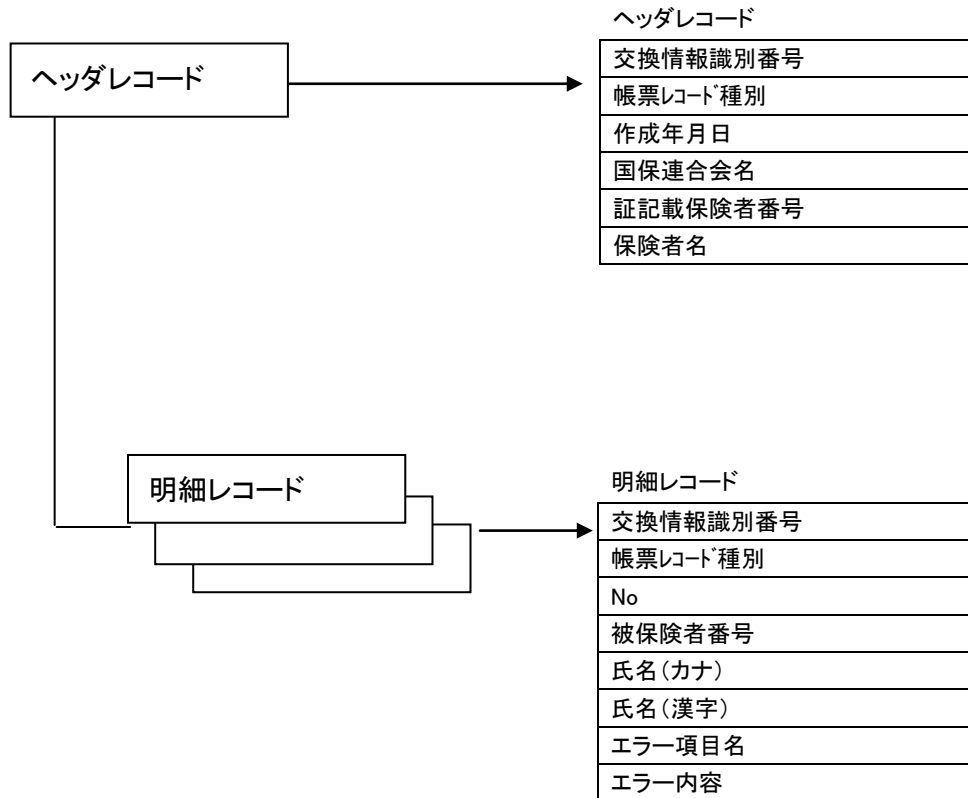 ヘッダレコード
ヘッダレコード
交換情報識別番号
帳票ﾚｺｰﾄﾞ種別
作成年月日
国保連合会名
証記載保険者番号
保険者名
明細レコード
明細レコード
交換情報識別番号
帳票ﾚｺｰﾄﾞ種別
No
被保険者番号
氏名（カナ）
氏名（漢字）
エラー項目名
エラー内容